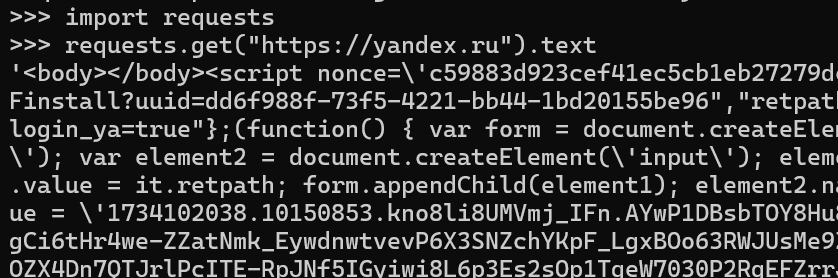 >>> import requests
>>> requests.get("https://yandex.ru").text
'<body></body><script nonce=\'c59883d923cef41ec5cb1eb27279d
Finstall?uuid=dd6f988f-73f5-4221-bb44-1bd20155be96","retpat
login_ya=true"};(function() { var form = document.createEle
\'); var element2 = document.createElement(\'input\'); eleme
.value = it.retpath; form.appendChild(element1); element2.na
ue = \'1734102038.10150853.kno8li8UMVmj_IFn.AYwP1DBsbTOY8Hu
gCi6tHr4we-ZZatNmk_EywdnwtvevP6X3SNZchYKpF_LgxBOo63RWJUsMe9
OZX4Dn7QTJrlPcITE-RpJNf5IGyiwi8L6p3Es2sOp1TqeW7030P2RgEFZrr